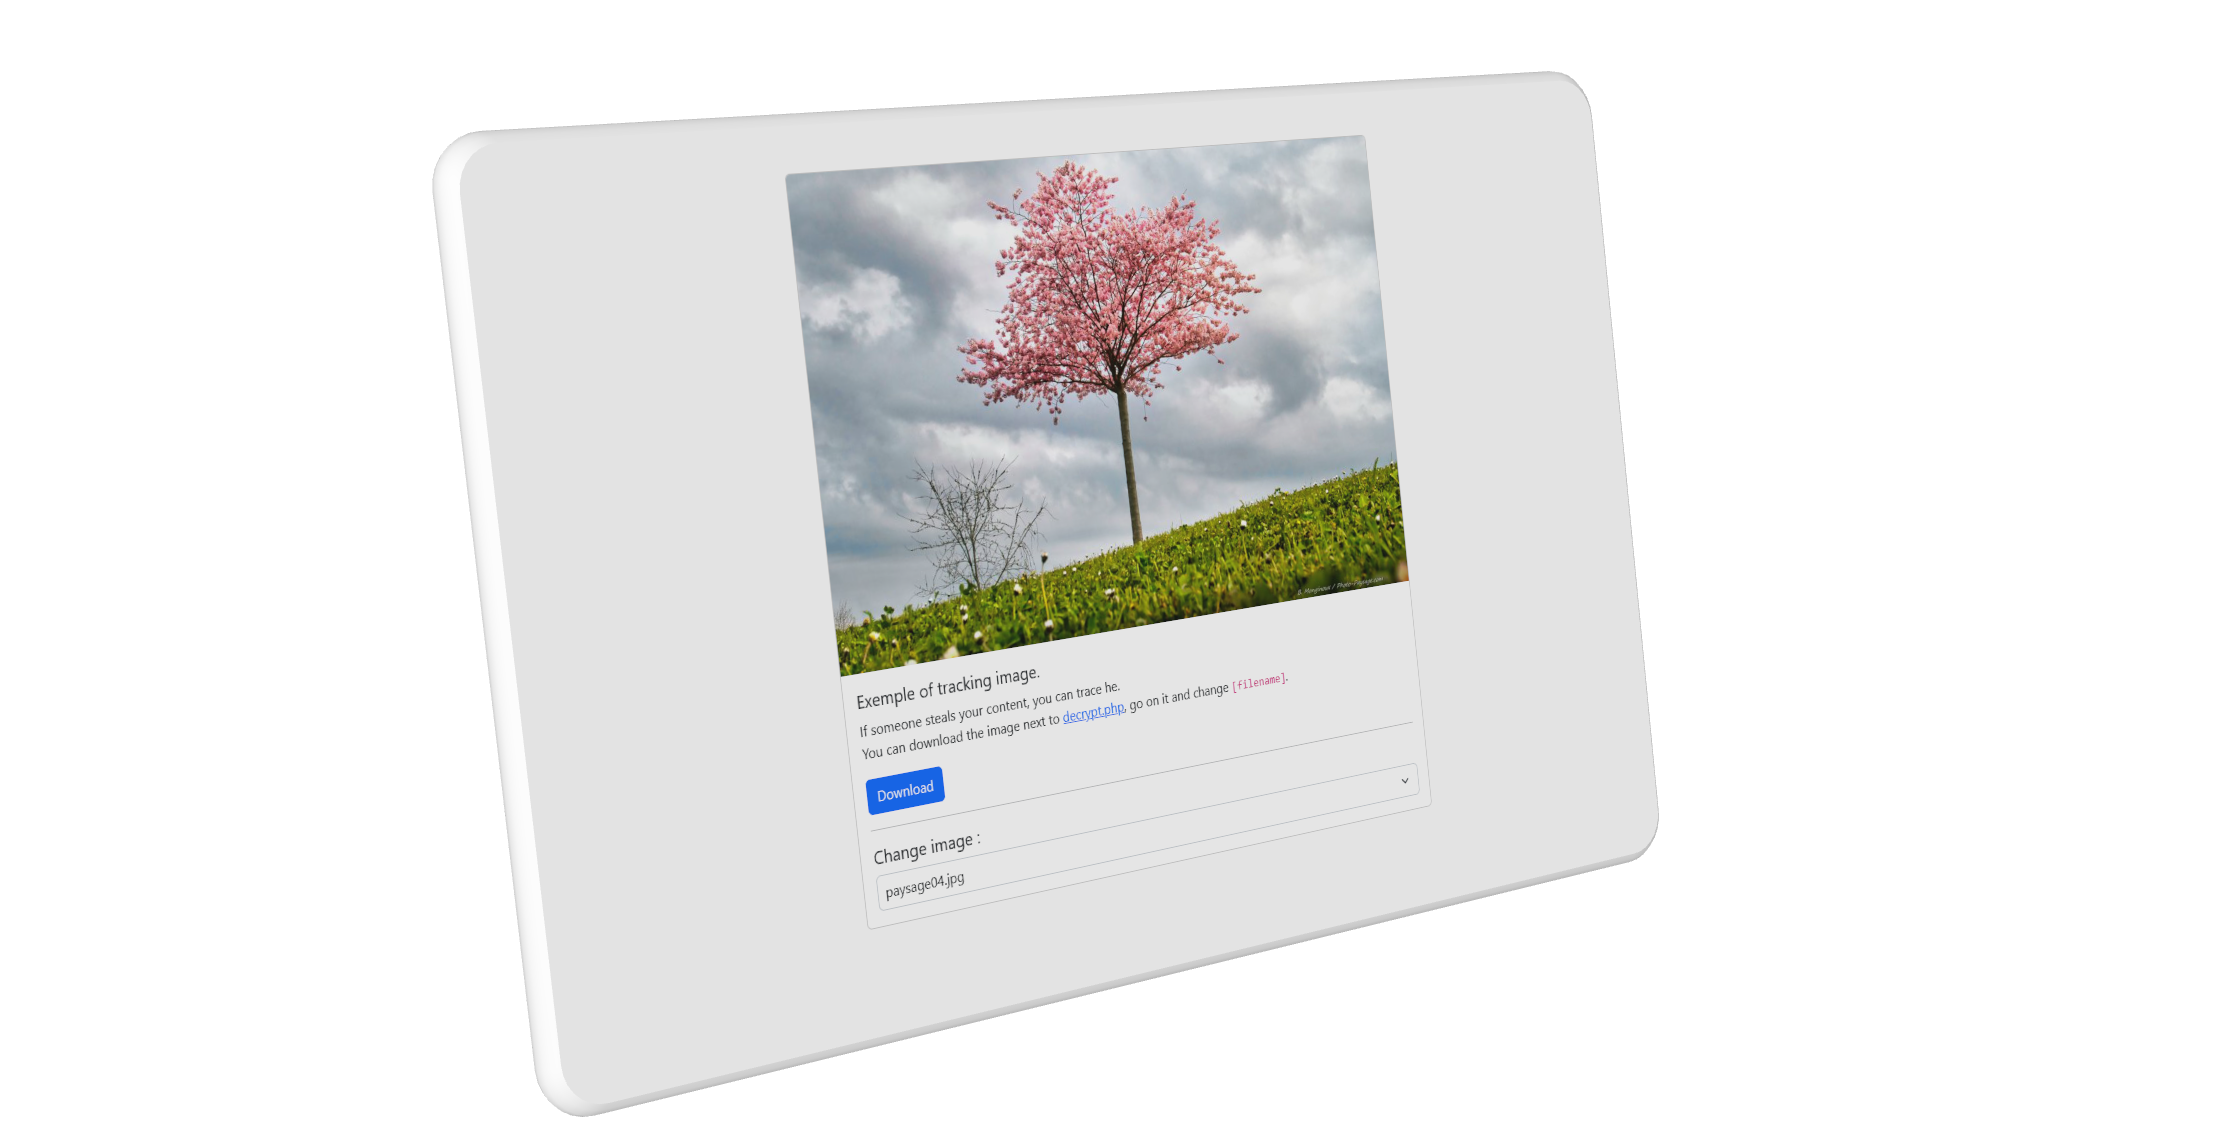 Exemple of tracking image.
If someone steals your content, you can trace he.
You can download the image next to decrypt.php, go on it and change [filename].
Download
Change image :
paysage04.jpg